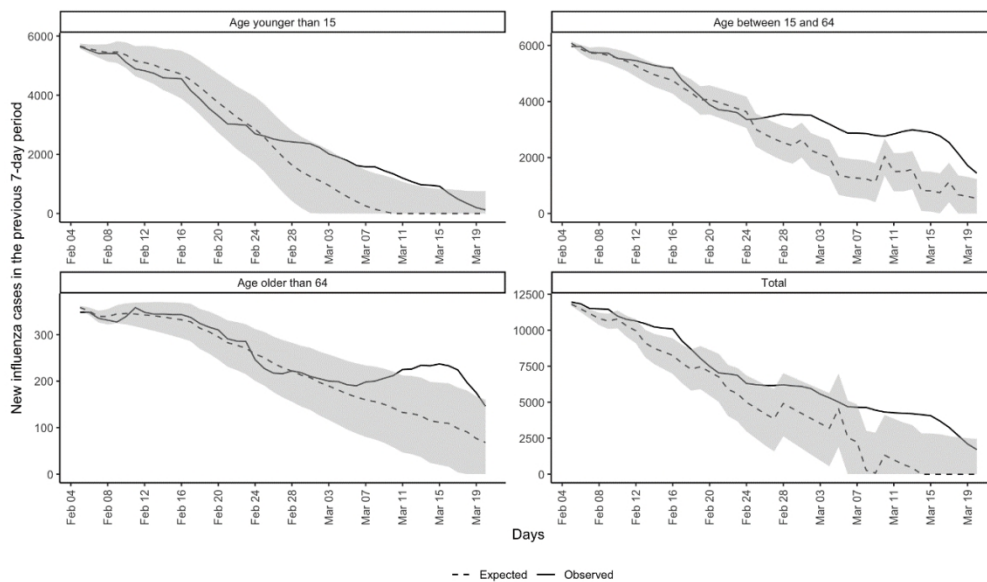 Age younger than 15
Age between 15 and 64
6000
4000
2000
0
6000
4000
2000
0
Feb 04
Feb 08
Feb 12
Feb 16
Feb 20
Feb 24
Feb 28
Mar 03
Mar 07
Mar 11
Mar 15
Mar 19
Feb 04
Feb 08
Feb 12
Feb 16
Feb 20
Feb 24
Feb 28
Mar 03
Mar 07
Mar 11
Mar 15
Mar 19
New influenza cases in the previous 7-day period
Age older than 64
Total
300
200
100
0
12500
10000
7500
5000
2500
0
Feb 04
Feb 08
Feb 12
Feb 16
Feb 20
Feb 24
Feb 28
Mar 03
Mar 07
Mar 11
Mar 15
Mar 19
Feb 04
Feb 08
Feb 12
Feb 16
Feb 20
Feb 24
Feb 28
Mar 03
Mar 07
Mar 11
Mar 15
Mar 19
Days
Expected Observed